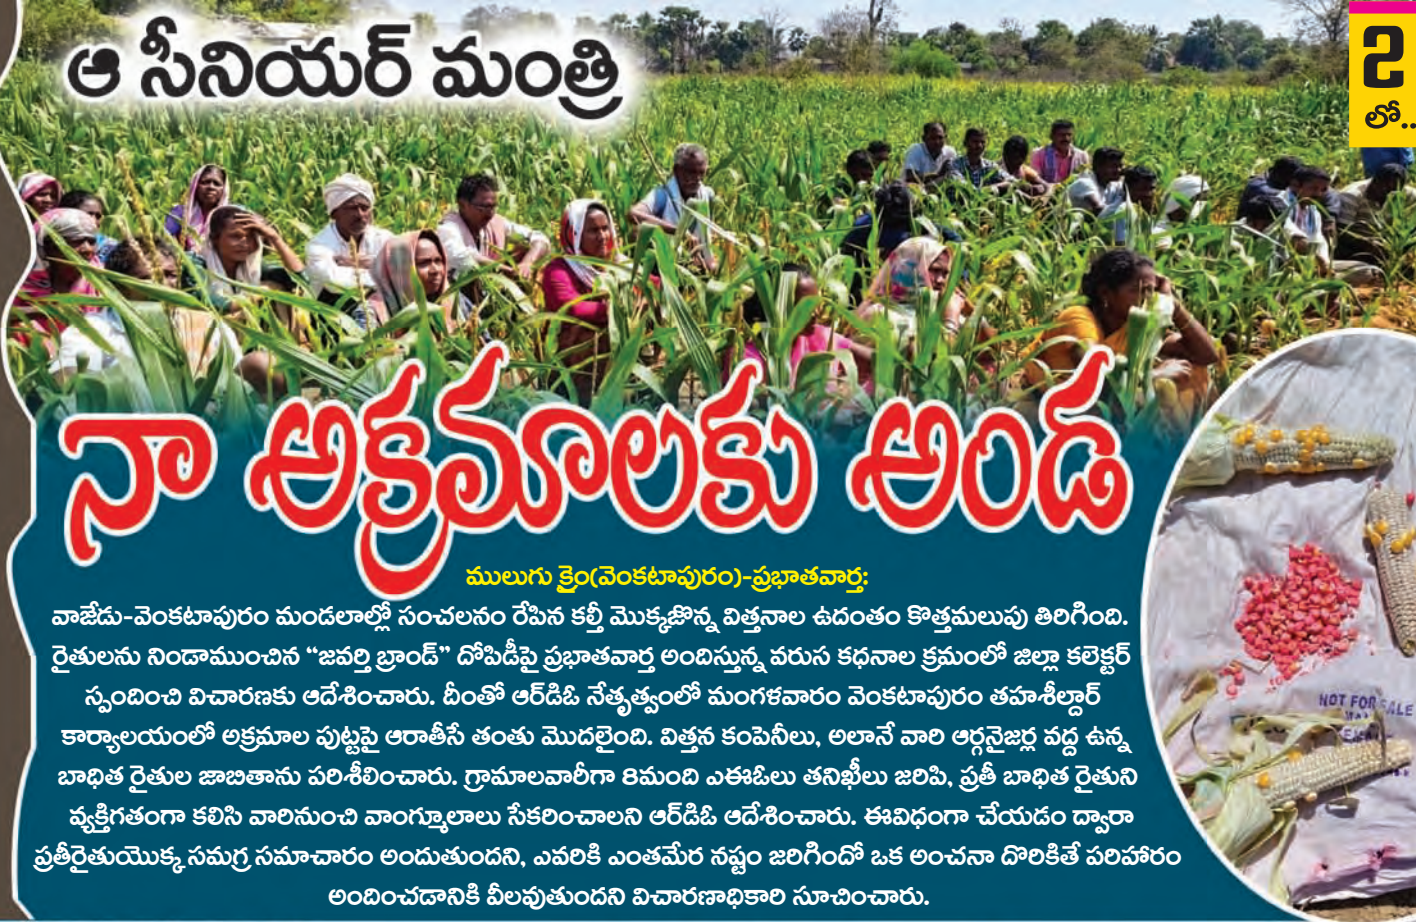 ఆ సీనియర్ మంత్రి
2
లో..
నా అక్రమాలకు అండ
ములుగు క్రైం(వెంకటాపురం)-ప్రభాతవార్త:
వాజేడు-వెంకటాపురం మండలాల్లో సంచలనం రేపిన కల్తీ మొక్కజొన్న విత్తనాల ఉదంతం కొత్తమలుపు తిరిగింది.
రైతులను నిండాముంచిన “జవర్తి బ్రాండ్” దోపిడీపై ప్రభాతవార్త అందిస్తున్న వరుస కధనాల క్రమంలో జిల్లా కలెక్టర్
స్పందించి విచారణకు ఆదేశించారు. దీంతో ఆర్‌డిఓ నేతృత్వంలో మంగళవారం వెంకటాపురం తహశీల్దార్
కార్యాలయంలో అక్రమాల పుట్టపై ఆరాతీసే తంతు మొదలైంది. విత్తన కంపెనీలు, అలానే వారి ఆర్గనైజర్ల వద్ద ఉన్న
బాధిత రైతుల జాబితాను పరిశీలించారు. గ్రామాలవారీగా 8మంది ఎఈఓలు తనిఖీలు జరిపి, ప్రతీ బాధిత రైతుని
వ్యక్తిగతంగా కలిసి వారినుంచి వాంగ్మూలాలు సేకరించాలని ఆర్‌డిఓ ఆదేశించారు. ఈవిధంగా చేయడం ద్వారా
ప్రతీరైతుయొక్క సమగ్ర సమాచారం అందుతుందని, ఎవరికి ఎంతమేర నష్టం జరిగిందో ఒక అంచనా దొరికితే పరిహారం
అందించడానికి వీలవుతుందని విచారణాధికారి సూచించారు.
NOT FOR SALE